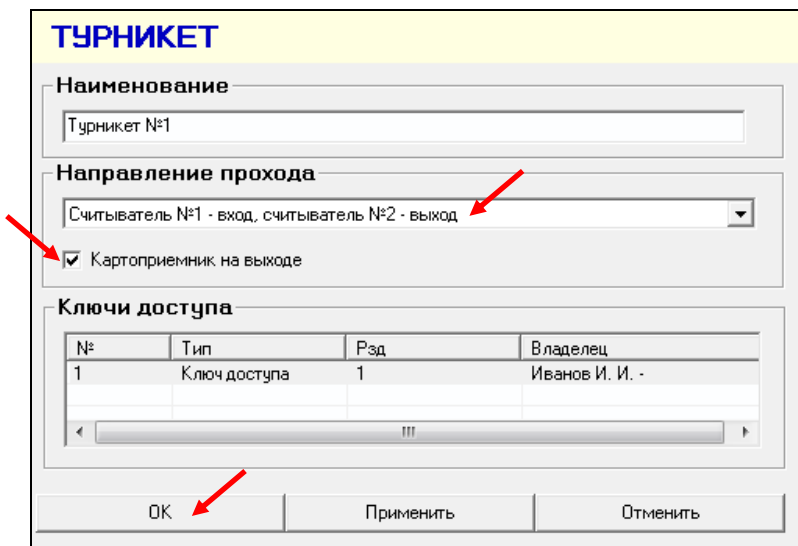 ТУРНИКЕТ
Наименование
Турникет №1
Направление прохода
Считыватель №1 - вход, считыватель №2 - выход
Картоприемник на выходе
Ключи доступа
№ Тип Рзд Владелец
1 Ключ доступа 1 Иванов И. И. -
OK Применить Отменить